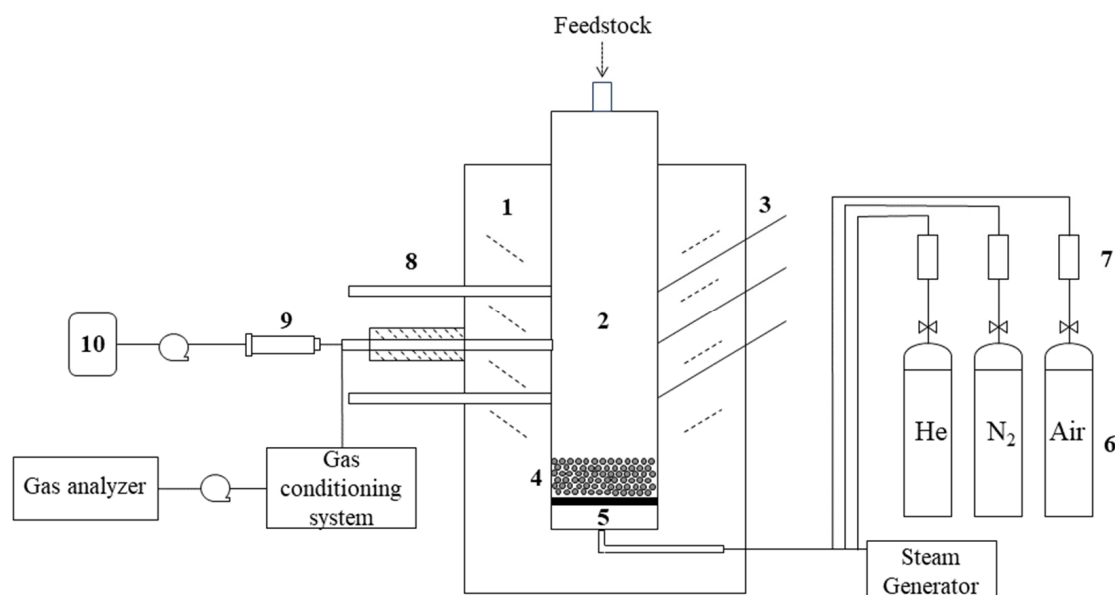 Feedstock
1
3
8
7
2
9
10
He
N2
Air
6
Gas analyzer
Gas
conditioning
system
4
5
Steam
Generator